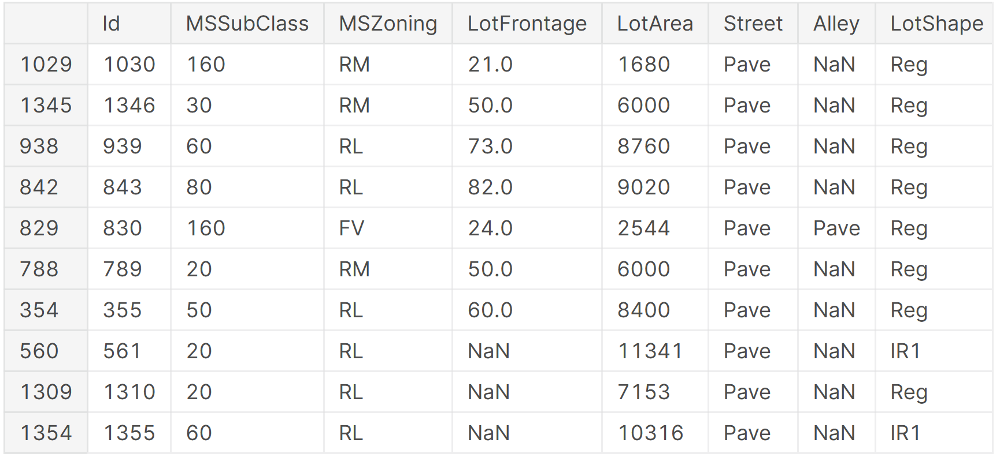 Id MSSubClass MSZoning LotFrontage LotArea Street Alley LotShape
1029 1030 160 RM 21.0 1680 Pave NaN Reg
1345 1346 30 RM 50.0 6000 Pave NaN Reg
938 939 60 RL 73.0 8760 Pave NaN Reg
842 843 80 RL 82.0 9020 Pave NaN Reg
829 830 160 FV 24.0 2544 Pave Pave Reg
788 789 20 RM 50.0 6000 Pave NaN Reg
354 355 50 RL 60.0 8400 Pave NaN Reg
560 561 20 RL NaN 11341 Pave NaN IR1
1309 1310 20 RL NaN 7153 Pave NaN Reg
1354 1355 60 RL NaN 10316 Pave NaN IR1